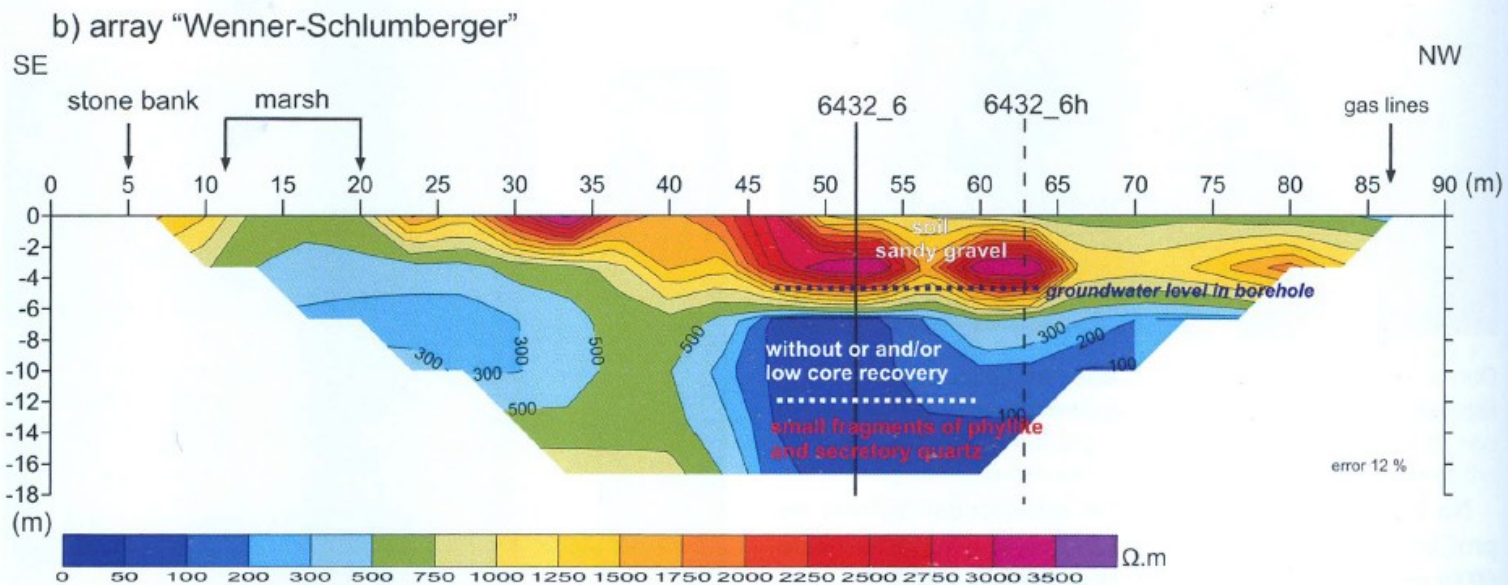 b) array "Wenner-Schlumberger"
SE
NW
stone bank
marsh
6432_6
6432_6h
gas lines
0 5 10 15 20 25 30 35 40 45 50 55 60 65 70 75 80 85 90 (m)
0
-2
-4
-6
-8
-10
-12
-14
-16
-18
(m)
soil
sandy gravel
groundwater level in borehole
without or and/or
low core recovery
small fragments of phyllite
and secretory quartz
300
300
300
500
500
500
300
200
100
100
error 12 %
0 50 100 200 300 500 750 1000 1250 1500 1750 2000 2250 2500 2750 3000 3500
Ω.m